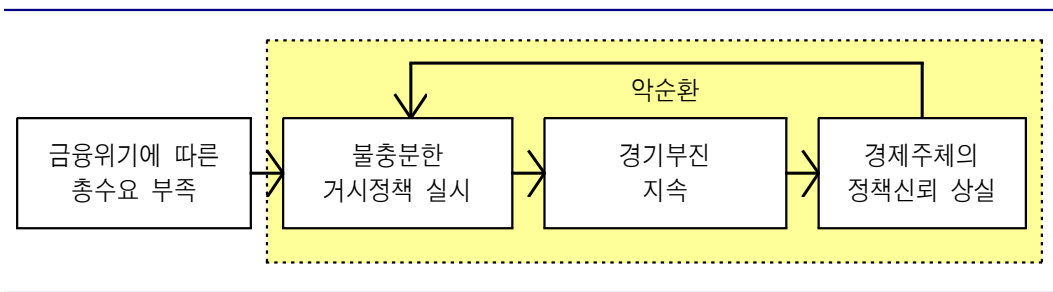 악순환
금융위기에 따른
총수요 부족
불충분한
거시정책 실시
경기부진
지속
경제주체의
정책신뢰 상실